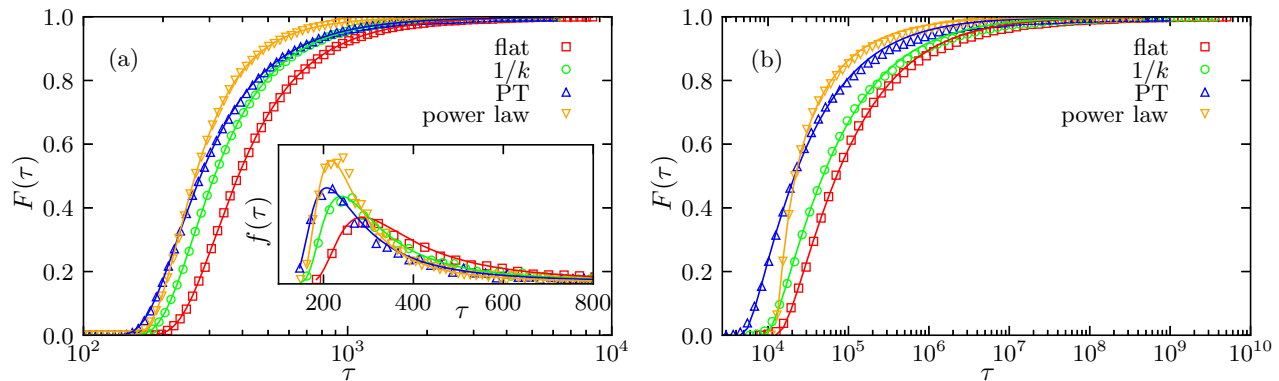 (a)
flat
1/k
PT
power law
F(τ)
1.0
0.8
0.6
0.4
0.2
0.0
10^2
10^3
10^4
τ
f(τ)
200
400
600
800
τ
(b)
flat
1/k
PT
power law
F(τ)
1.0
0.8
0.6
0.4
0.2
0.0
10^4
10^5
10^6
10^7
10^8
10^9
10^10
τ